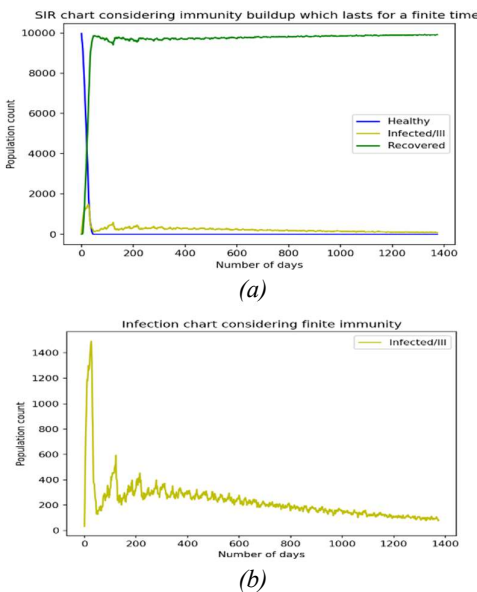 SIR chart considering immunity buildup which lasts for a finite time
10000
8000
6000
4000
2000
0
Population count
Healthy
Infected/Ill
Recovered
0 200 400 600 800 1000 1200 1400
Number of days
(a)
Infection chart considering finite immunity
1400
1200
1000
800
600
400
200
0
Population count
Infected/Ill
0 200 400 600 800 1000 1200 1400
Number of days
(b)